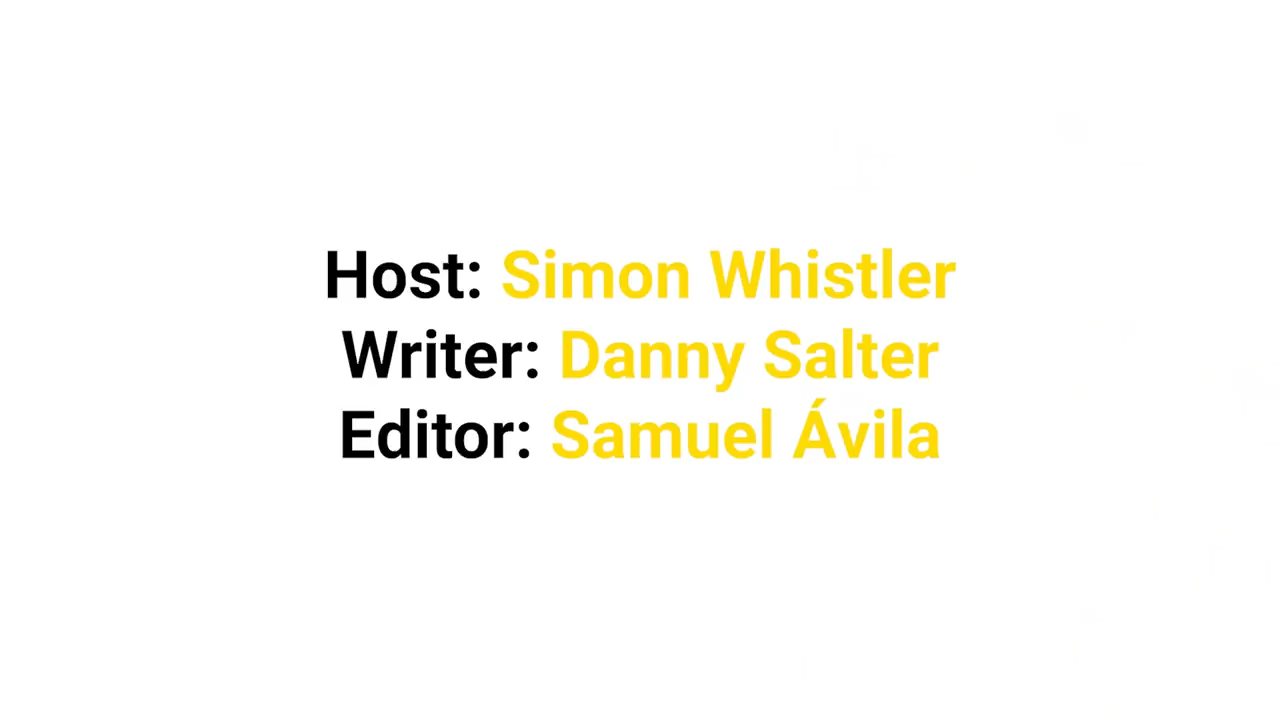 Host: Simon Whistler
Writer: Danny Salter
Editor: Samuel Ávila